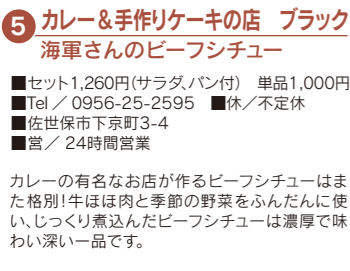 5 カレー&手作りケーキの店　ブラック
海軍さんのビーフシチュー
■セット1,260円(サラダ、パン付)　単品1,000円
■Tel／0956-25-2595　■休／不定休
■佐世保市下京町3-4
■営／24時間営業
カレーの有名なお店が作るビーフシチューはま
た格別!牛ほほ肉と季節の野菜をふんだんに使
い、じっくり煮込んだビーフシチューは濃厚で味
わい深い一品です。